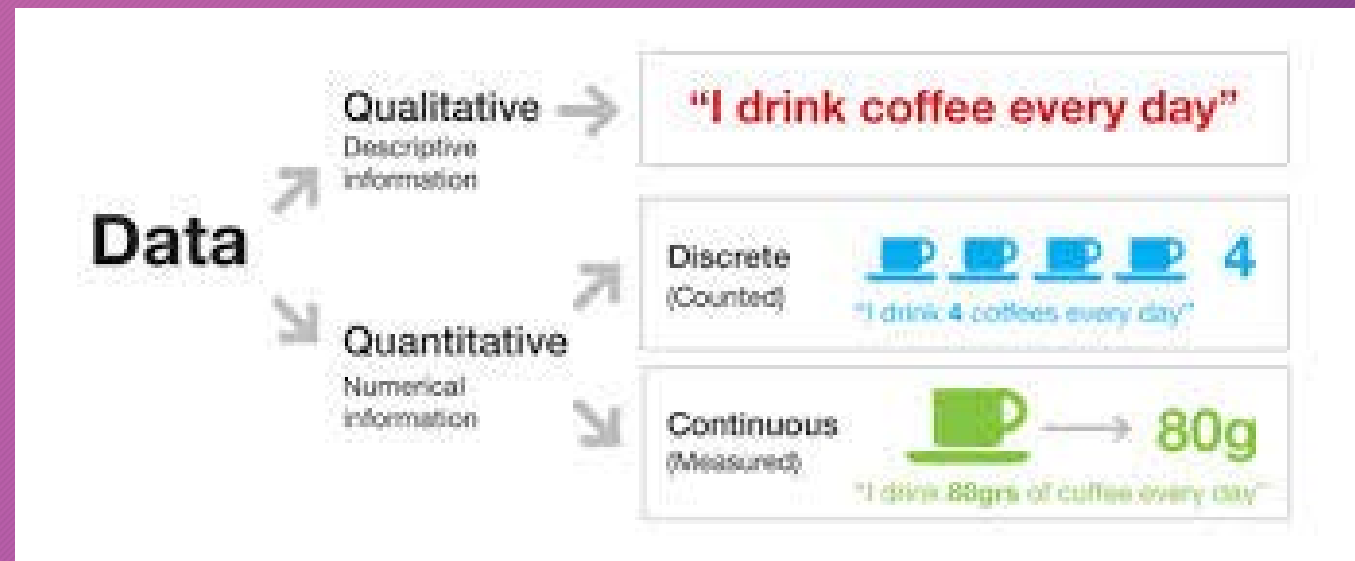 Data
Qualitative
Descriptive
information
"I drink coffee every day"
Quantitative
Numerical
information
Discrete
(Counted)
4
"I drink 4 coffees every day"
Continuous
(Measured)
80g
"I drink 80grs of coffee every day"